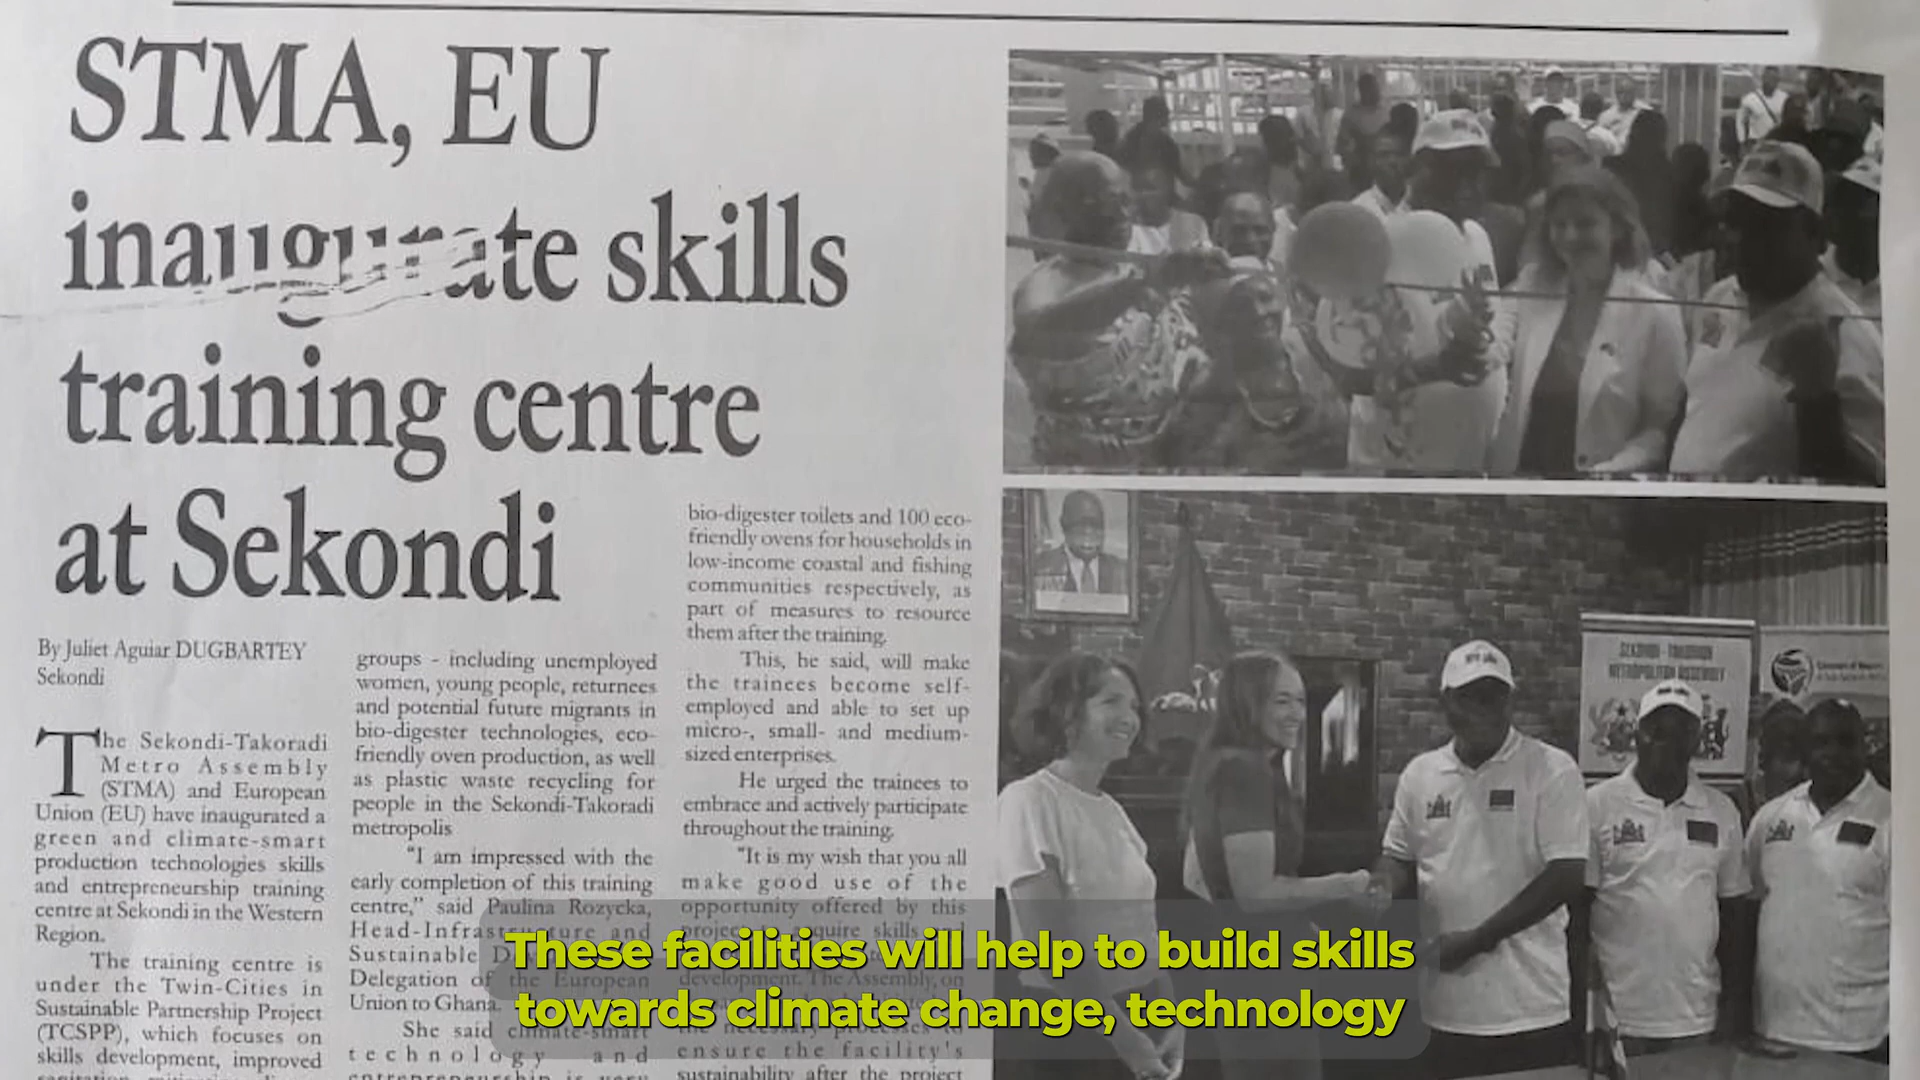 STMA, EU
inaugurate skills
training centre
at Sekondi
By Juliet Aguiar DUGBARTEY
Sekondi
The Sekondi-Takoradi
Metro Assembly
(STMA) and European
Union (EU) have inaugurated a
green and climate-smart
production technologies skills
and entrepreneurship training
centre at Sekondi in the Western
Region.
The training centre is
under the Twin-Cities in
Sustainable Partnership Project
(TCSPP), which focuses on
skills development, improved
groups - including unemployed
women, young people, returnees
and potential future migrants in
bio-digester technologies, eco-
friendly oven production, as well
as plastic waste recycling for
people in the Sekondi-Takoradi
metropolis
"I am impressed with the
early completion of this training
centre," said Paulina Rozycka,
Head-Infrastructure and
Sustainable
Delegation of the European
Union to Ghana.
She said climate-smart
technology and
bio-digester toilets and 100 eco-
friendly ovens for households in
low-income coastal and fishing
communities respectively, as
part of measures to resource
them after the training.
This, he said, will make
the trainees become self-
employed and able to set up
micro-, small- and medium-
sized enterprises.
He urged the trainees to
embrace and actively participate
throughout the training.
"It is my wish that you all
make good use of the
opportunity offered by this
development. The Assembly, on
ensure the facility's
sustainability after the project
SEKONDI-TAKORADI
METROPOLITAN ASSEMBLY
These facilities will help to build skills
towards climate change, technology